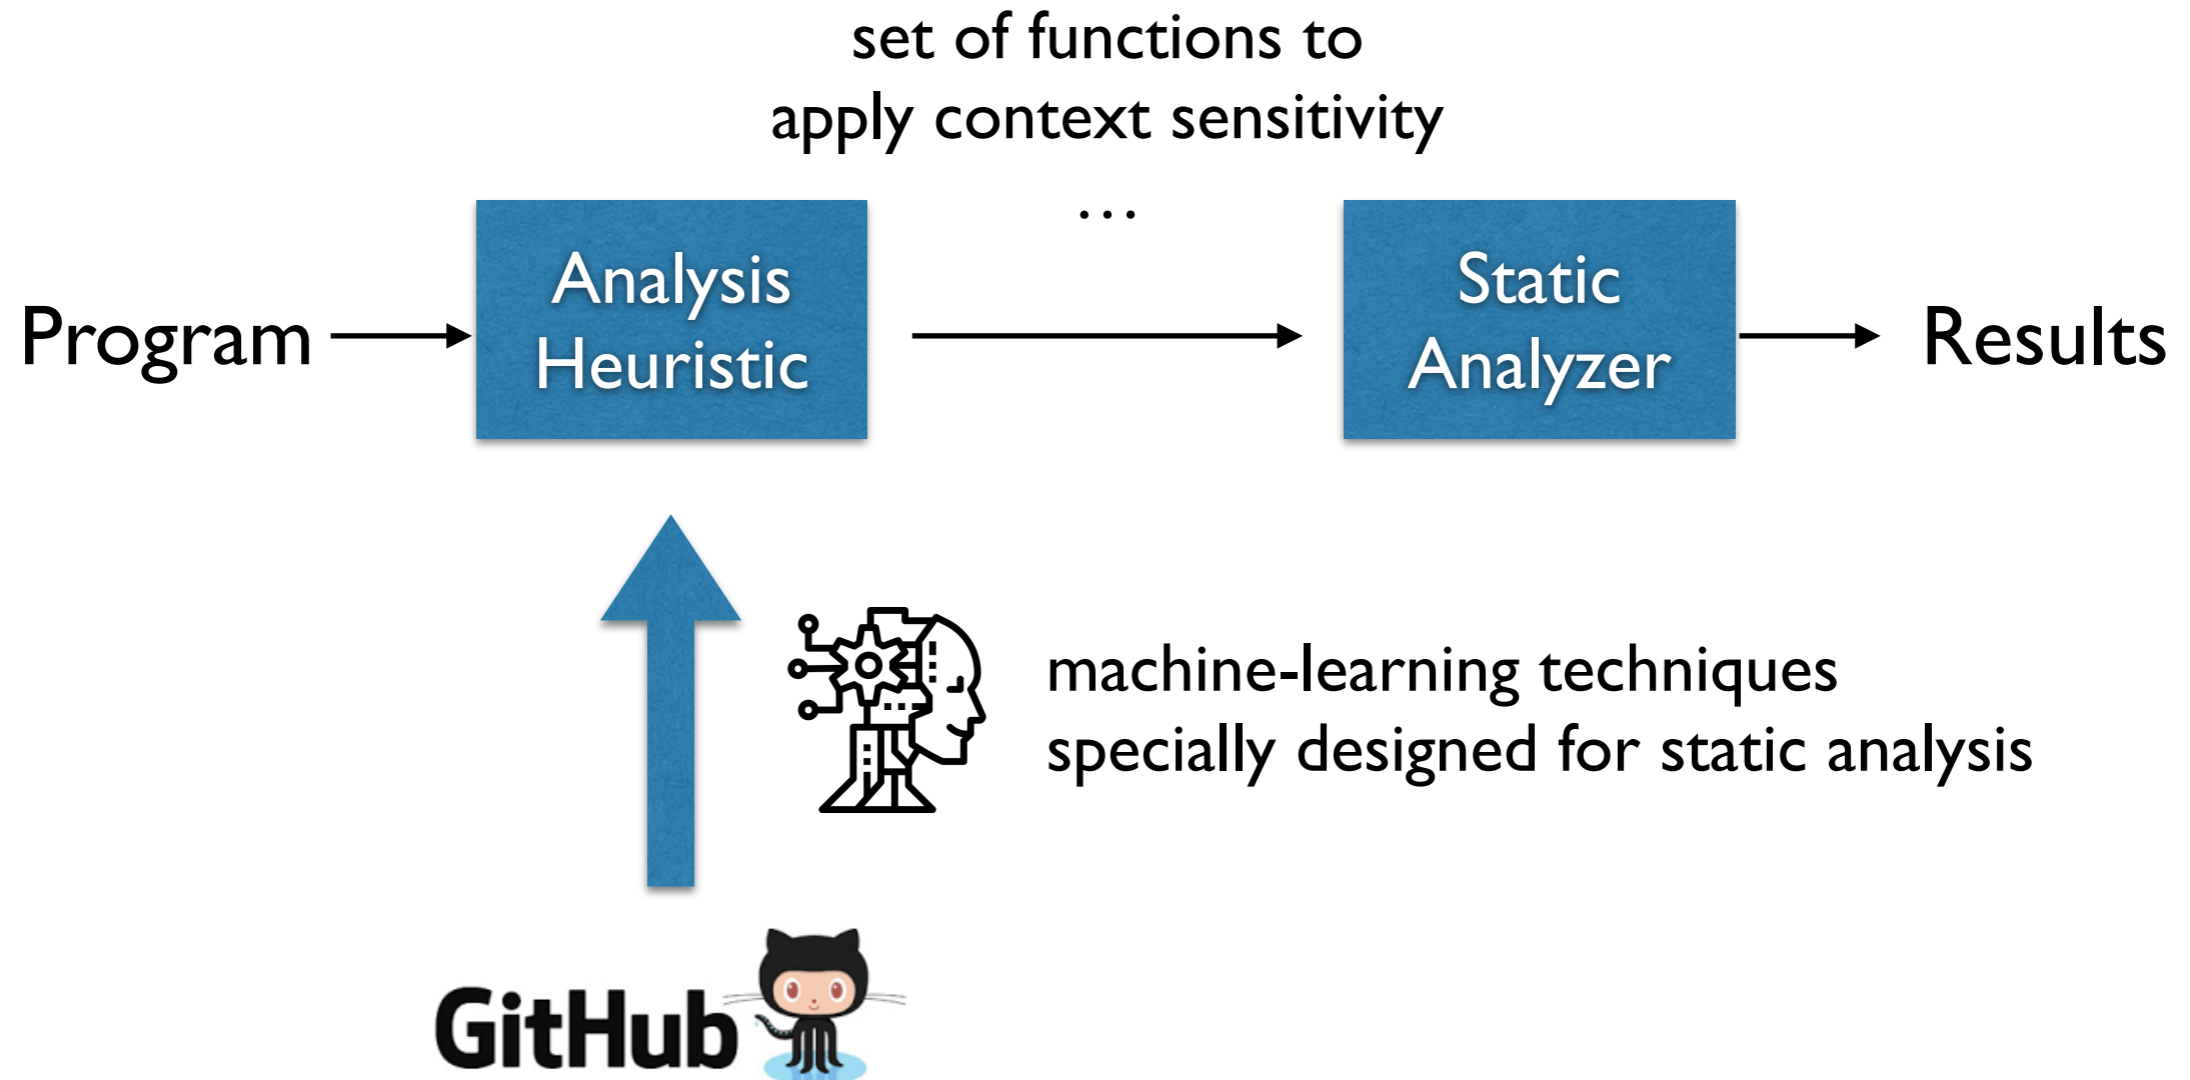 set of functions to
apply context sensitivity
...
Program
Analysis
Heuristic
Static
Analyzer
Results
machine-learning techniques
specially designed for static analysis
GitHub